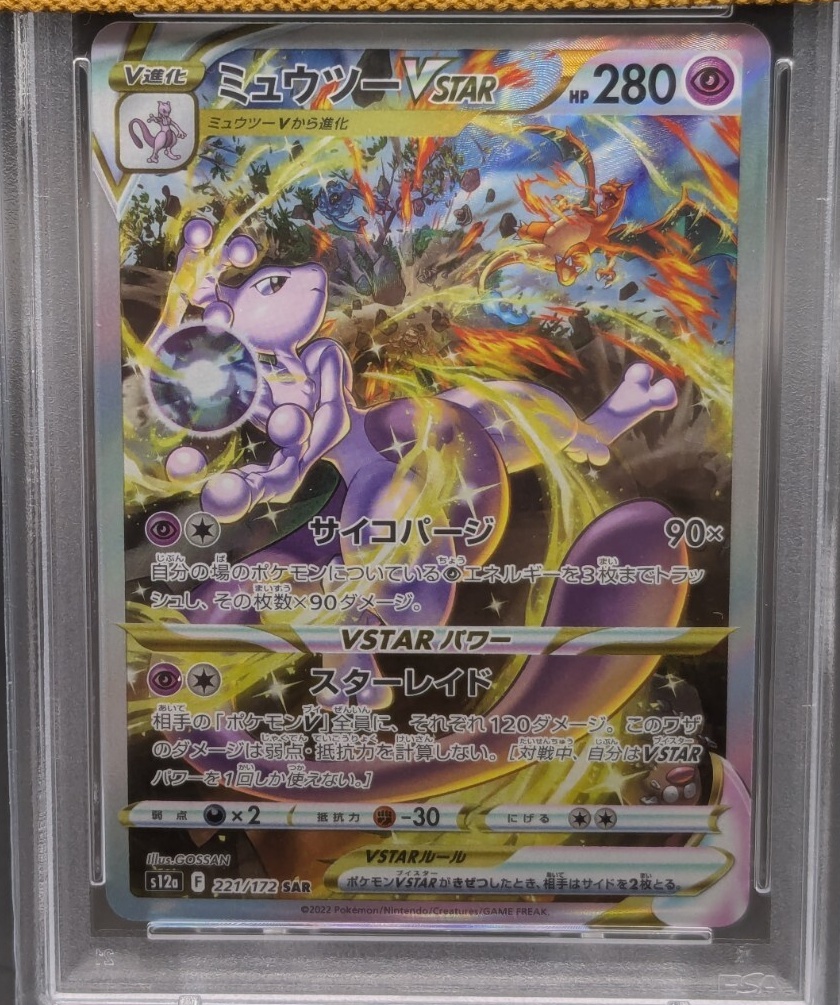 V進化
ミュウツーVSTAR
HP 280
ミュウツーVから進化
サイコパージ 90×
自分の場のポケモンについているエネルギーを3枚までトラッ
シュし、その枚数×90ダメージ。
VSTARパワー
スターレイド
相手の「ポケモンV」全員に、それぞれ120ダメージ。このワザ
のダメージは弱点・抵抗力を計算しない。[対戦中、自分はVSTAR
パワーを1回しか使えない。]
弱点 ×2 抵抗力 -30 にげる
Illus.GOSSAN
VSTARルール
s12a F 221/172 SAR
ポケモンVSTARがきぜつしたとき、相手はサイドを2枚とる。
©2022 Pokémon/Nintendo/Creatures/GAME FREAK.